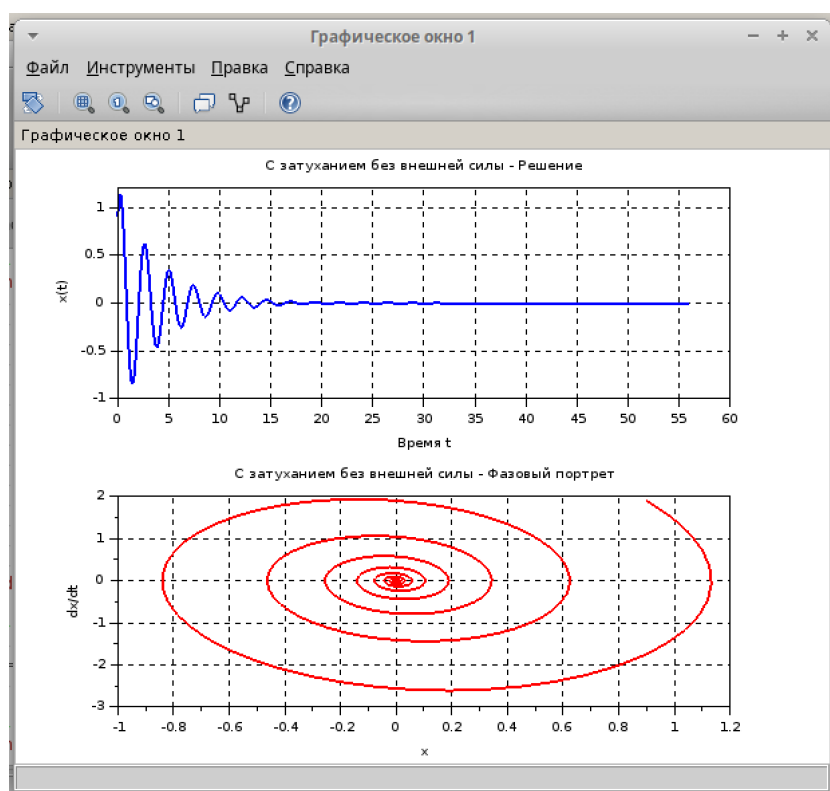 Графическое окно 1
Файл Инструменты Правка Справка
Графическое окно 1
С затуханием без внешней силы - Решение
1
0.5
0
-0.5
-1
x(t)
0 5 10 15 20 25 30 35 40 45 50 55 60
Время t
С затуханием без внешней силы - Фазовый портрет
2
1
0
-1
-2
-3
dx/dt
-1 -0.8 -0.6 -0.4 -0.2 0 0.2 0.4 0.6 0.8 1 1.2
x